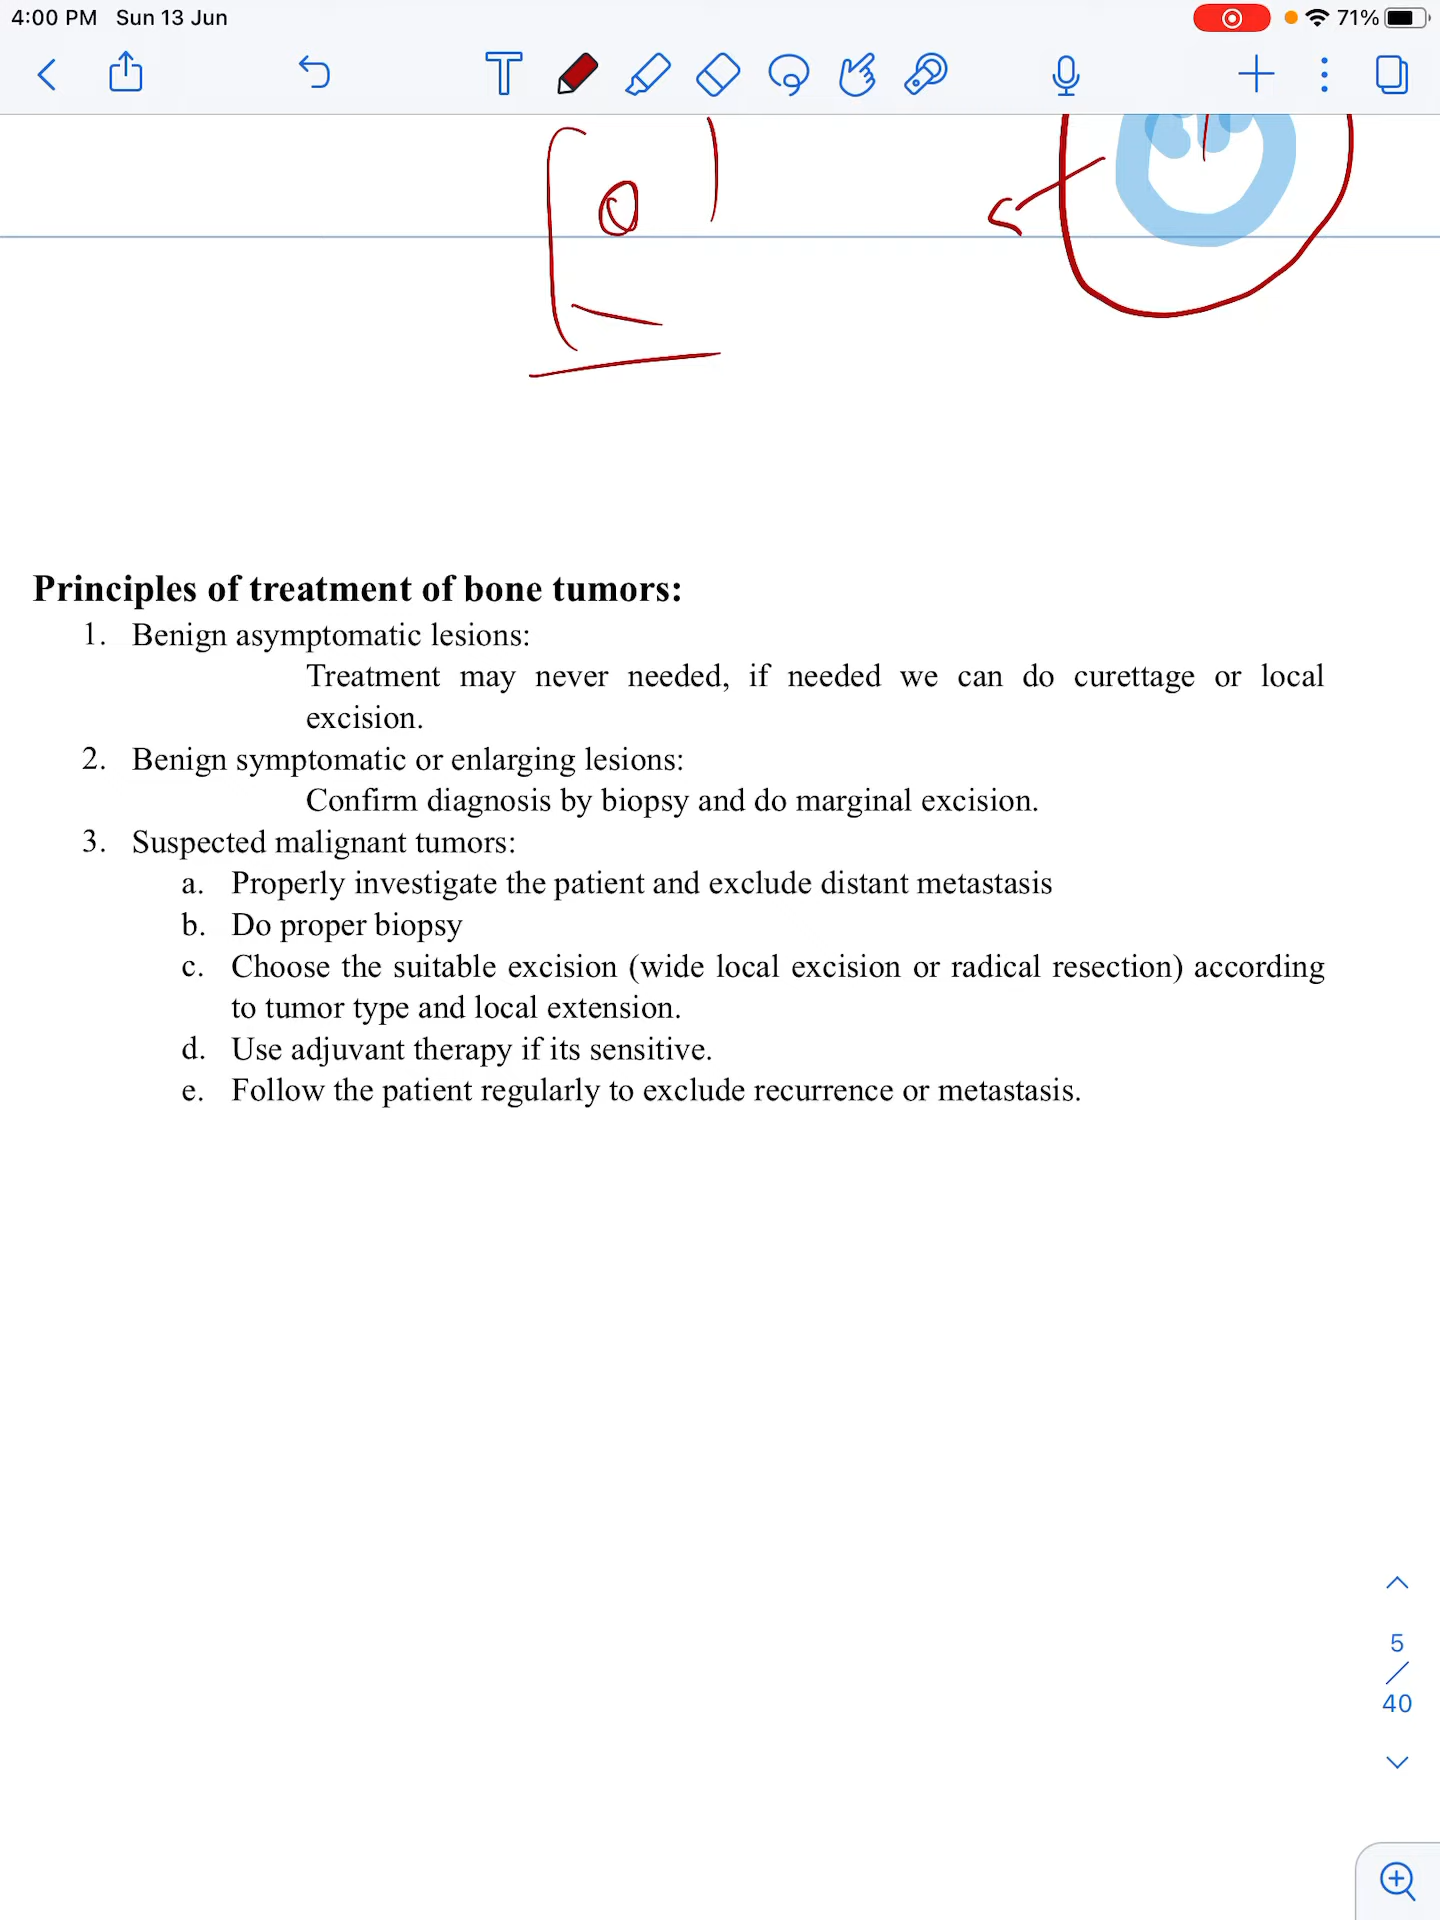 4:00 PM Sun 13 Jun
71%
T
Principles of treatment of bone tumors:
1. Benign asymptomatic lesions:
Treatment may never needed, if needed we can do curettage or local
excision.
2. Benign symptomatic or enlarging lesions:
Confirm diagnosis by biopsy and do marginal excision.
3. Suspected malignant tumors:
a. Properly investigate the patient and exclude distant metastasis
b. Do proper biopsy
c. Choose the suitable excision (wide local excision or radical resection) according
to tumor type and local extension.
d. Use adjuvant therapy if its sensitive.
e. Follow the patient regularly to exclude recurrence or metastasis.
5
/
40